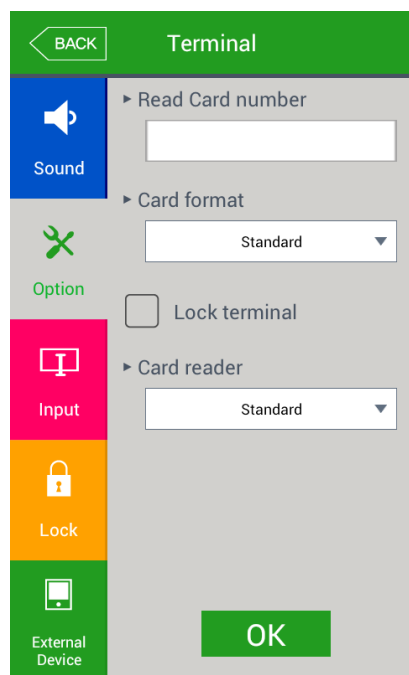 BACK
Terminal
Sound
Option
Input
Lock
External
Device
▸ Read Card number
▸ Card format
Standard
Lock terminal
▸ Card reader
Standard
OK